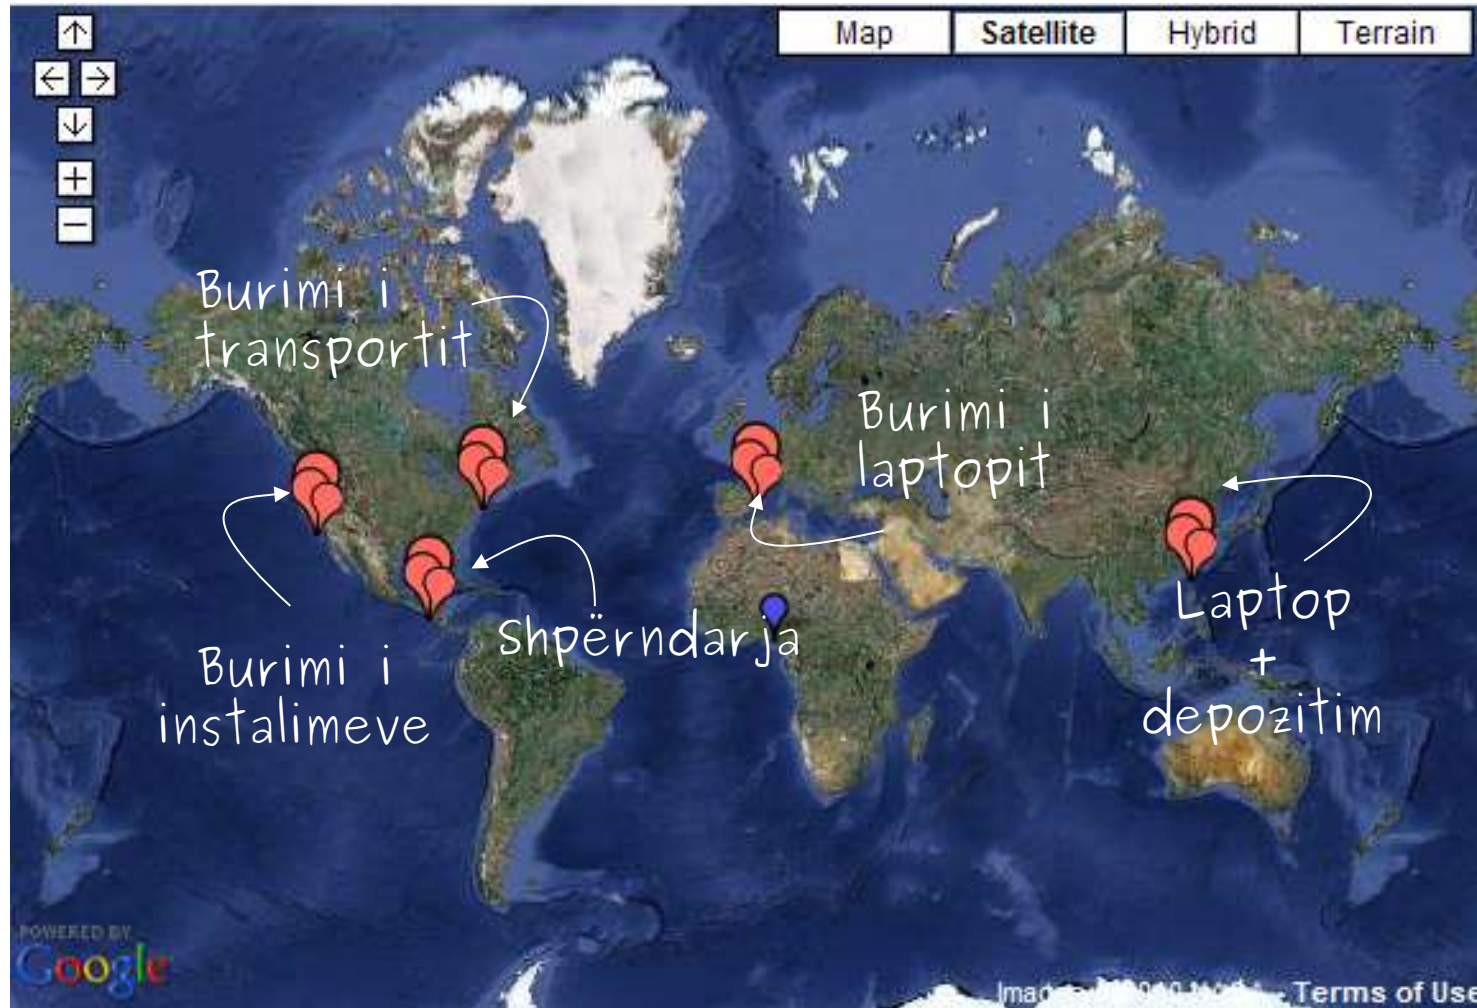 Map
Satellite
Hybrid
Terrain
Burimi i
transportit
Burimi i
laptopit
Shpërndarja
Burimi i
instalimeve
Laptop
+
depozitim
POWERED BY
Google
Terms of Use